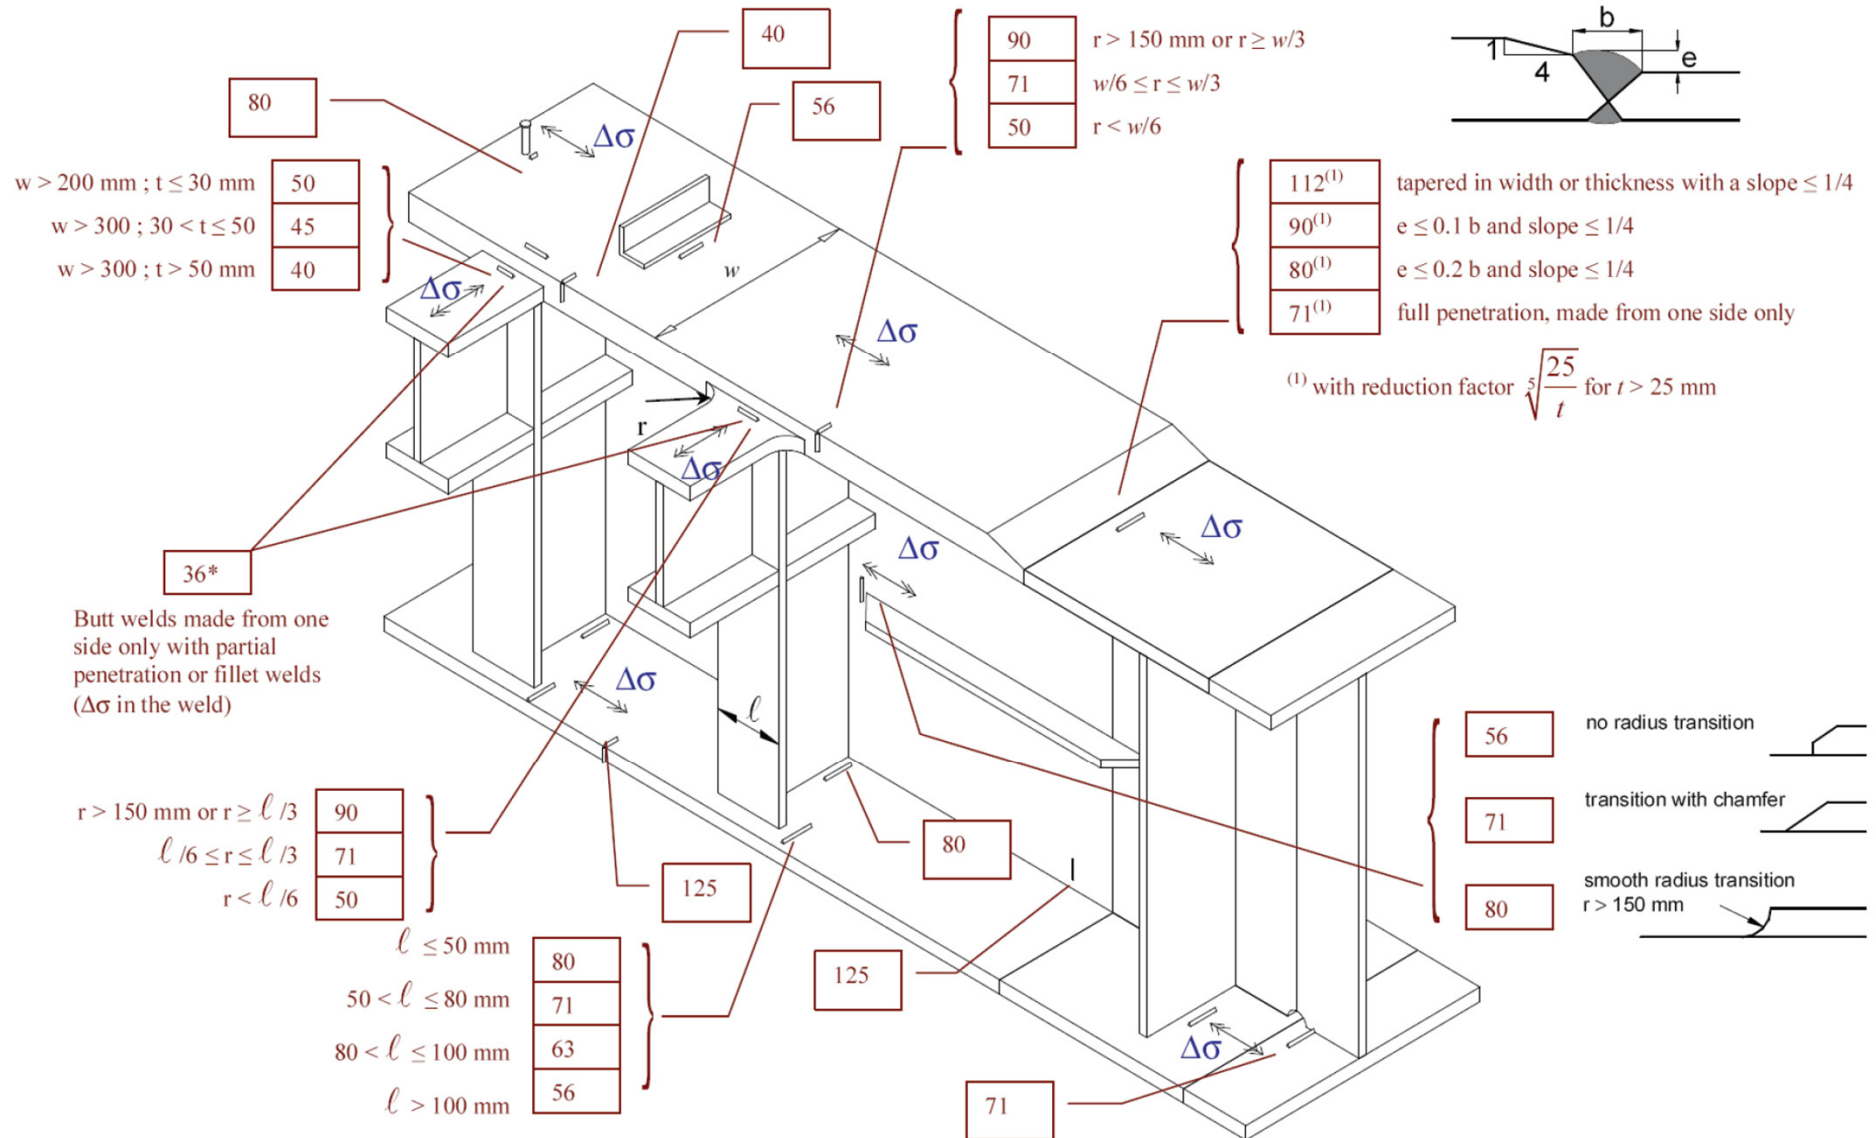 40
80
56
Δσ
90 r > 150 mm or r ≥ w/3
71 w/6 ≤ r ≤ w/3
50 r < w/6
b
e
1
4
w > 200 mm ; t ≤ 30 mm 50
w > 300 ; 30 < t ≤ 50 45
w > 300 ; t > 50 mm 40
112(1) tapered in width or thickness with a slope ≤ 1/4
90(1) e ≤ 0.1 b and slope ≤ 1/4
80(1) e ≤ 0.2 b and slope ≤ 1/4
71(1) full penetration, made from one side only
(1) with reduction factor ⁵√25/t for t > 25 mm
w
Δσ
Δσ
r
Δσ
Δσ
Δσ
36*
Butt welds made from one
side only with partial
penetration or fillet welds
(Δσ in the weld)
Δσ
ℓ
r > 150 mm or r ≥ ℓ /3 90
ℓ /6 ≤ r ≤ ℓ /3 71
r < ℓ /6 50
125
80
l
125
ℓ ≤ 50 mm 80
50 < ℓ ≤ 80 mm 71
80 < ℓ ≤ 100 mm 63
ℓ > 100 mm 56
56 no radius transition
71 transition with chamfer
80 smooth radius transition
r > 150 mm
Δσ
71